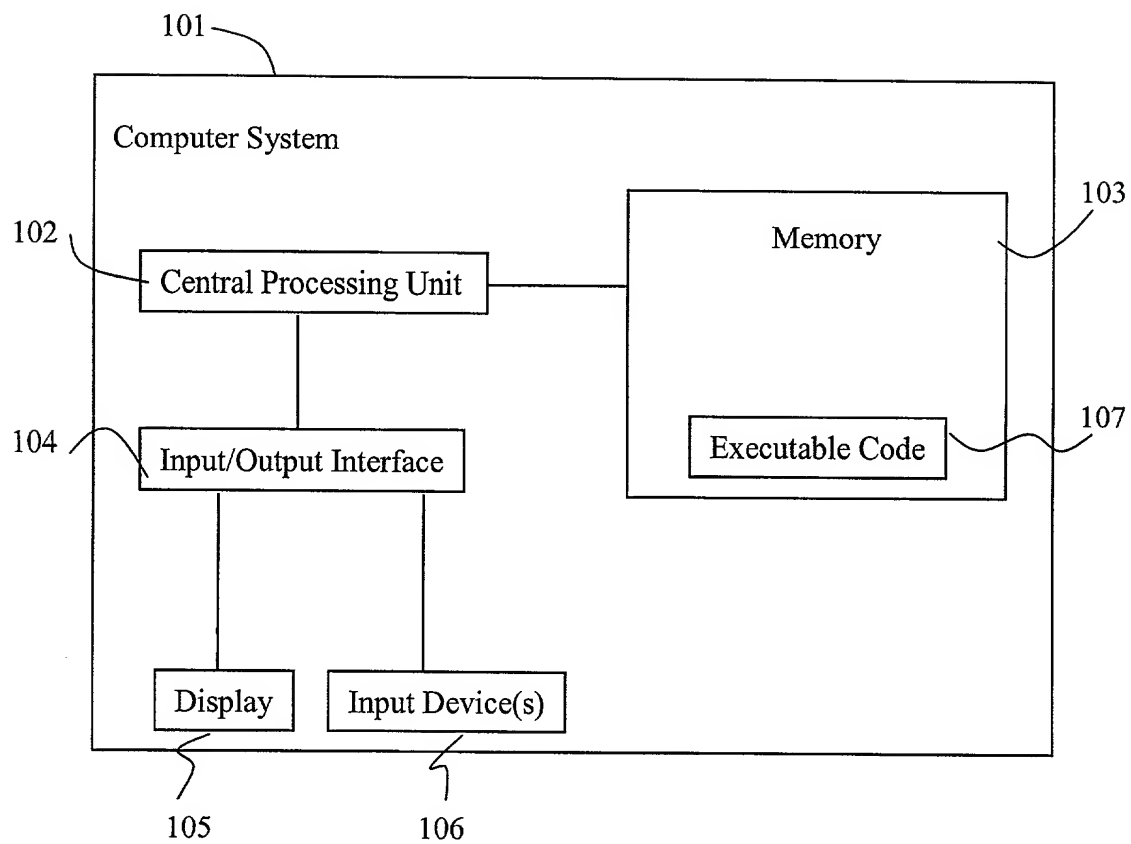 101
Computer System
103
Memory
102
Central Processing Unit
107
104
Input/Output Interface
Executable Code
Display
Input Device(s)
105
106